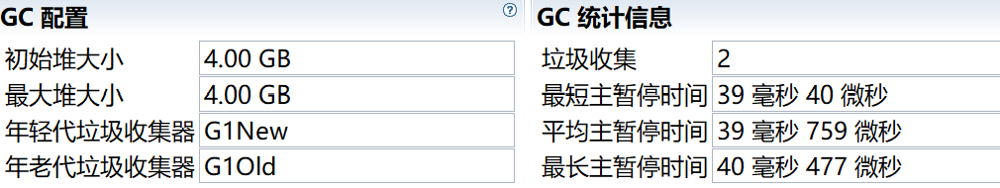 GC 配置
初始堆大小 4.00 GB
最大堆大小 4.00 GB
年轻代垃圾收集器 G1New
年老代垃圾收集器 G1Old
GC 统计信息
垃圾收集 2
最短主暂停时间 39 毫秒 40 微秒
平均主暂停时间 39 毫秒 759 微秒
最长主暂停时间 40 毫秒 477 微秒